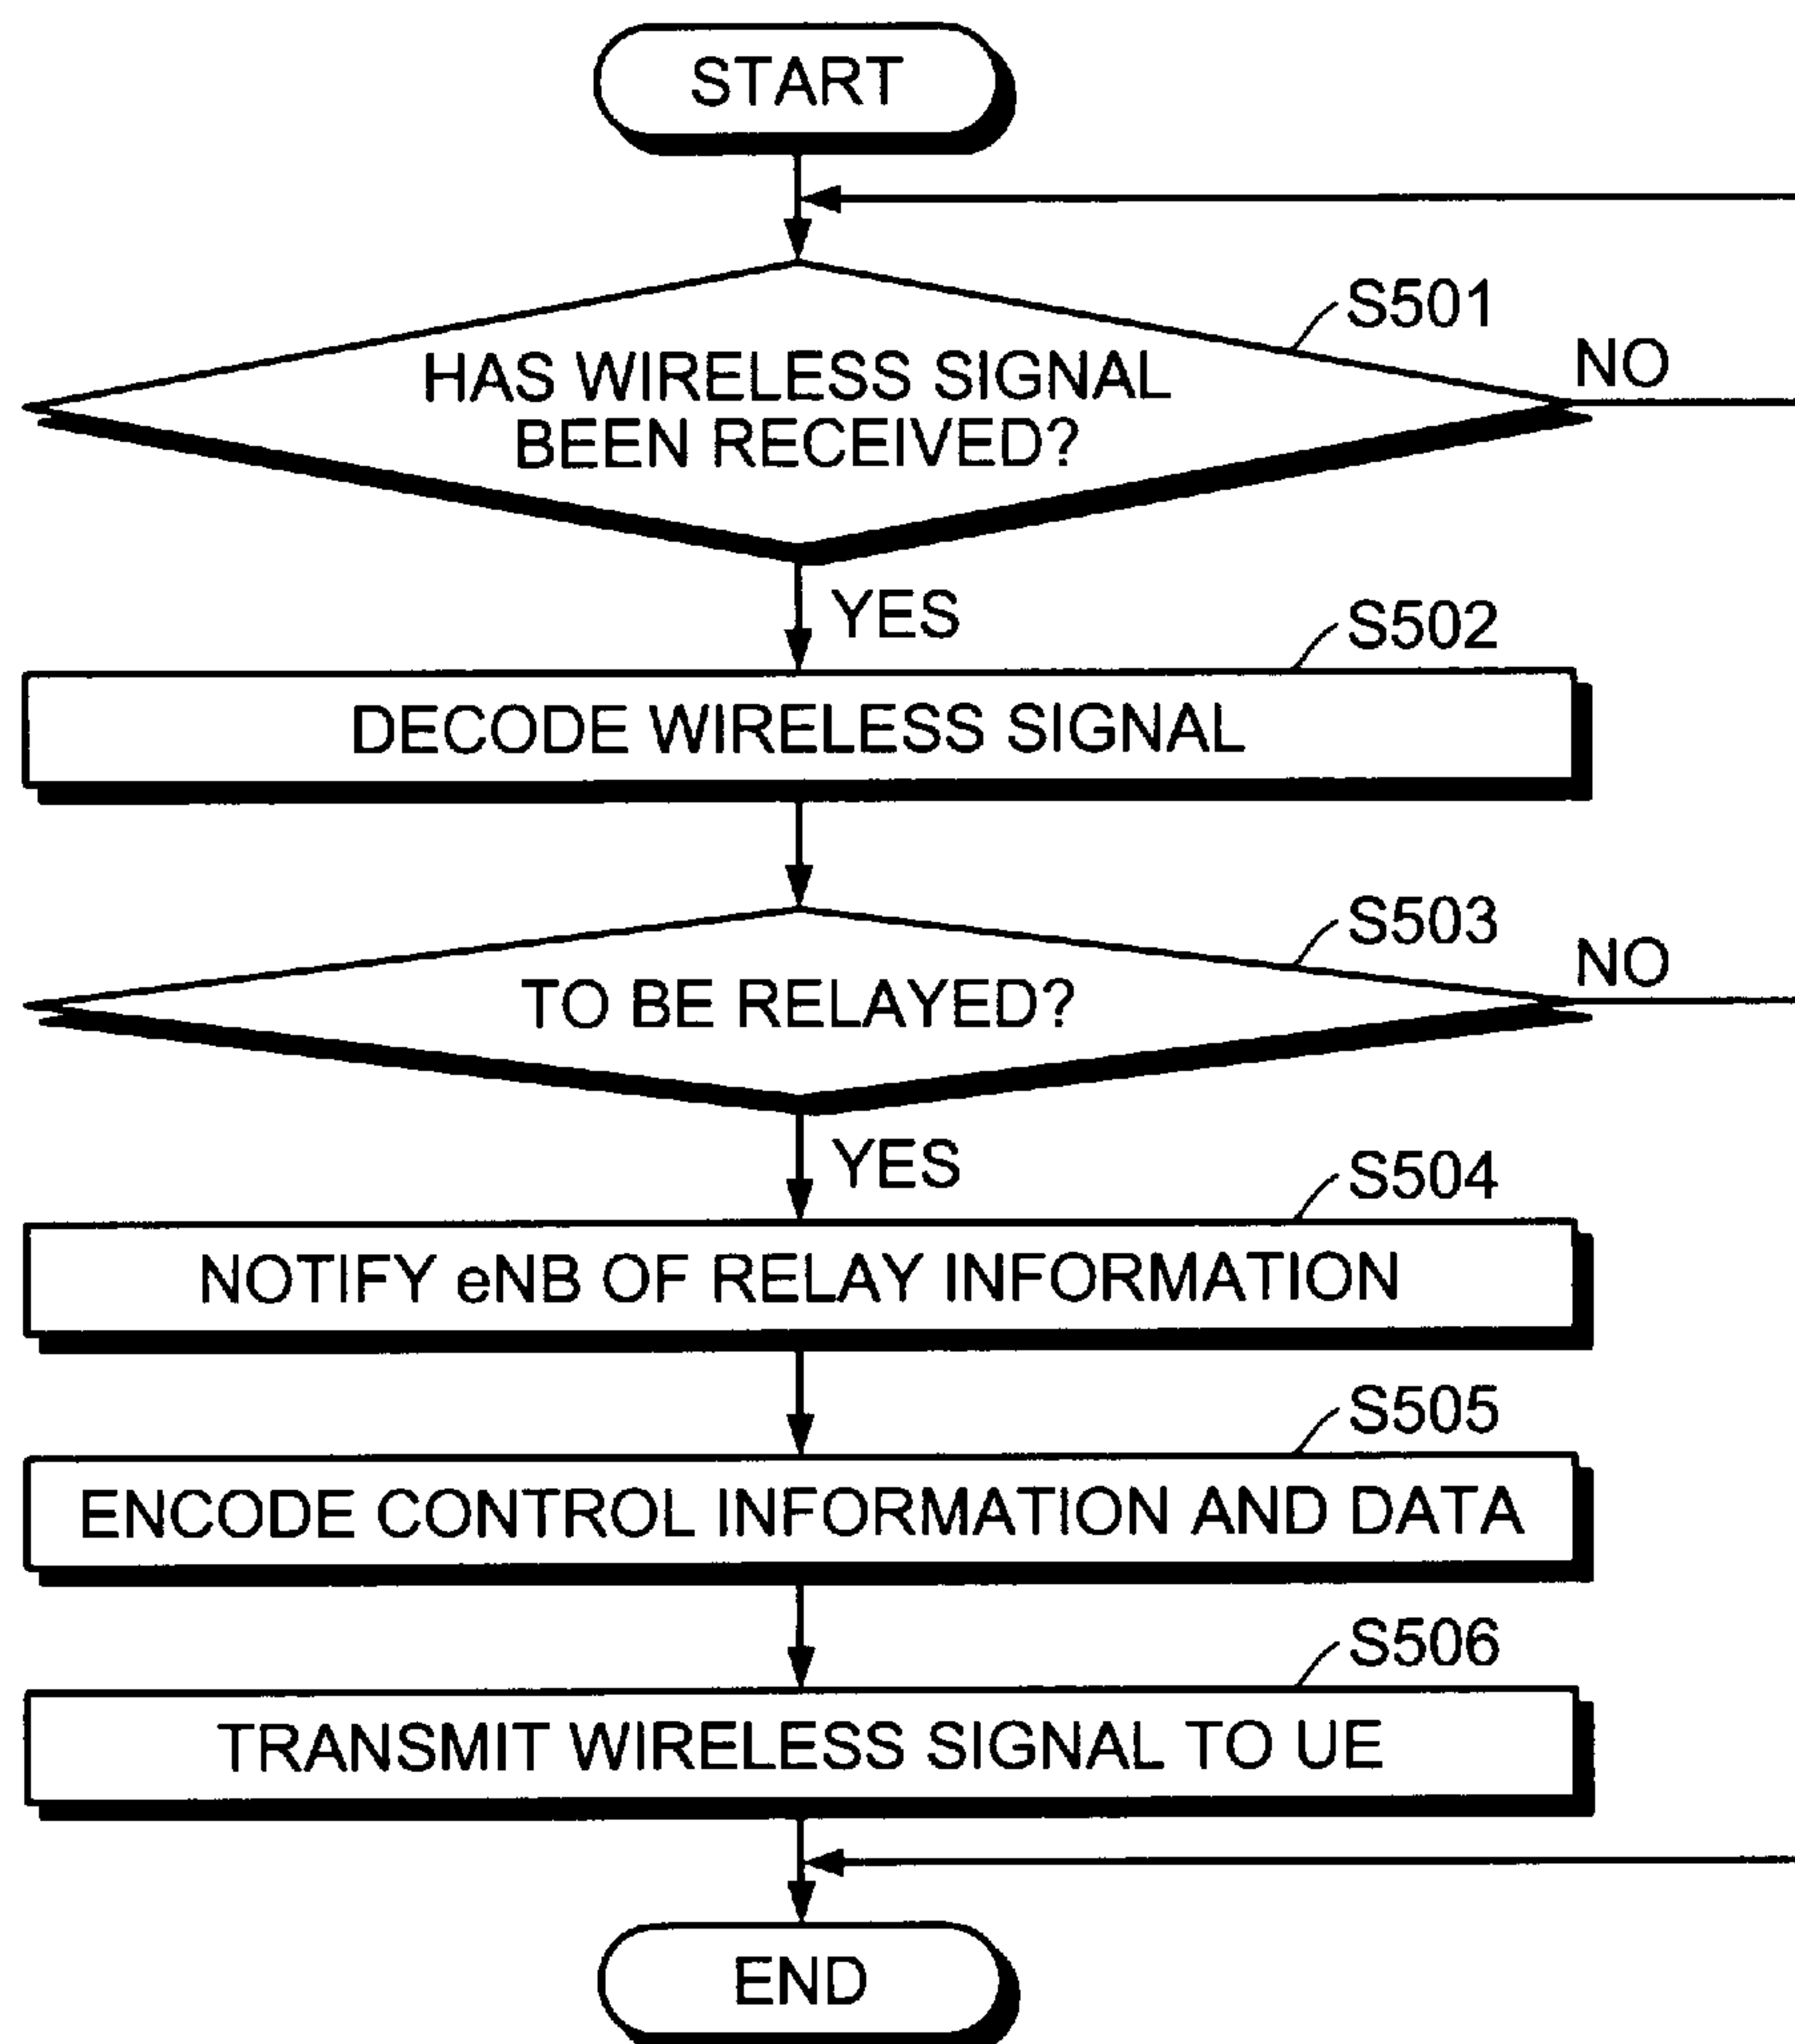 START
S501
HAS WIRELESS SIGNAL
BEEN RECEIVED?
NO
YES
S502
DECODE WIRELESS SIGNAL
S503
TO BE RELAYED?
NO
YES
S504
NOTIFY eNB OF RELAY INFORMATION
S505
ENCODE CONTROL INFORMATION AND DATA
S506
TRANSMIT WIRELESS SIGNAL TO UE
END